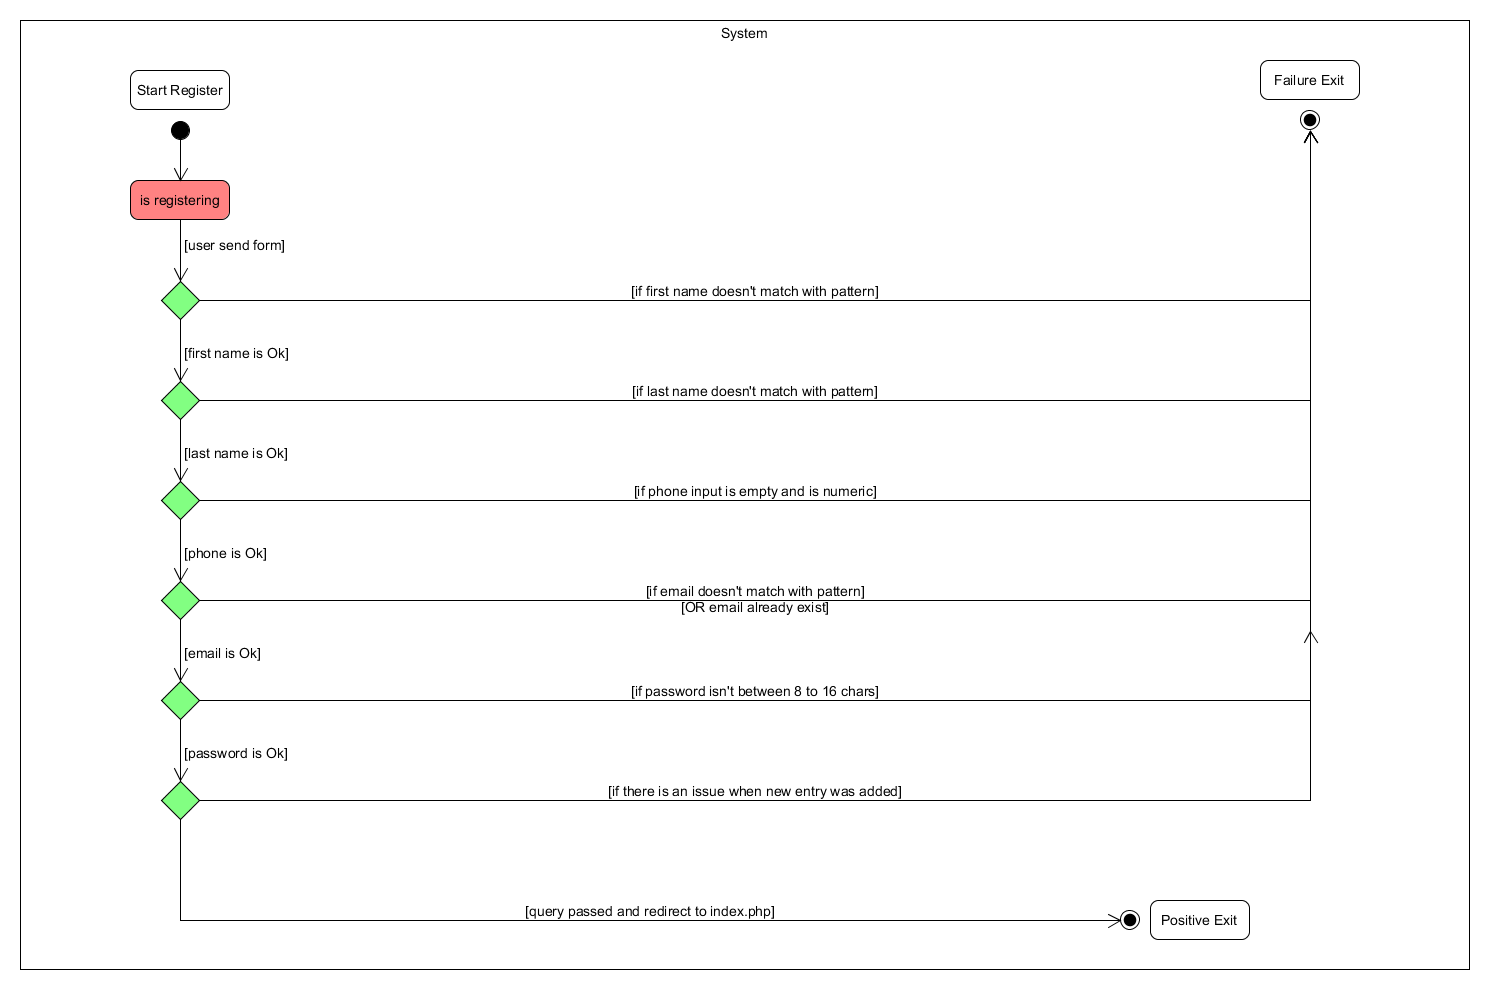 System
Start Register
Failure Exit
is registering
[user send form]
[if first name doesn't match with pattern]
[first name is Ok]
[if last name doesn't match with pattern]
[last name is Ok]
[if phone input is empty and is numeric]
[phone is Ok]
[if email doesn't match with pattern]
[OR email already exist]
[email is Ok]
[if password isn't between 8 to 16 chars]
[password is Ok]
[if there is an issue when new entry was added]
[query passed and redirect to index.php]
Positive Exit